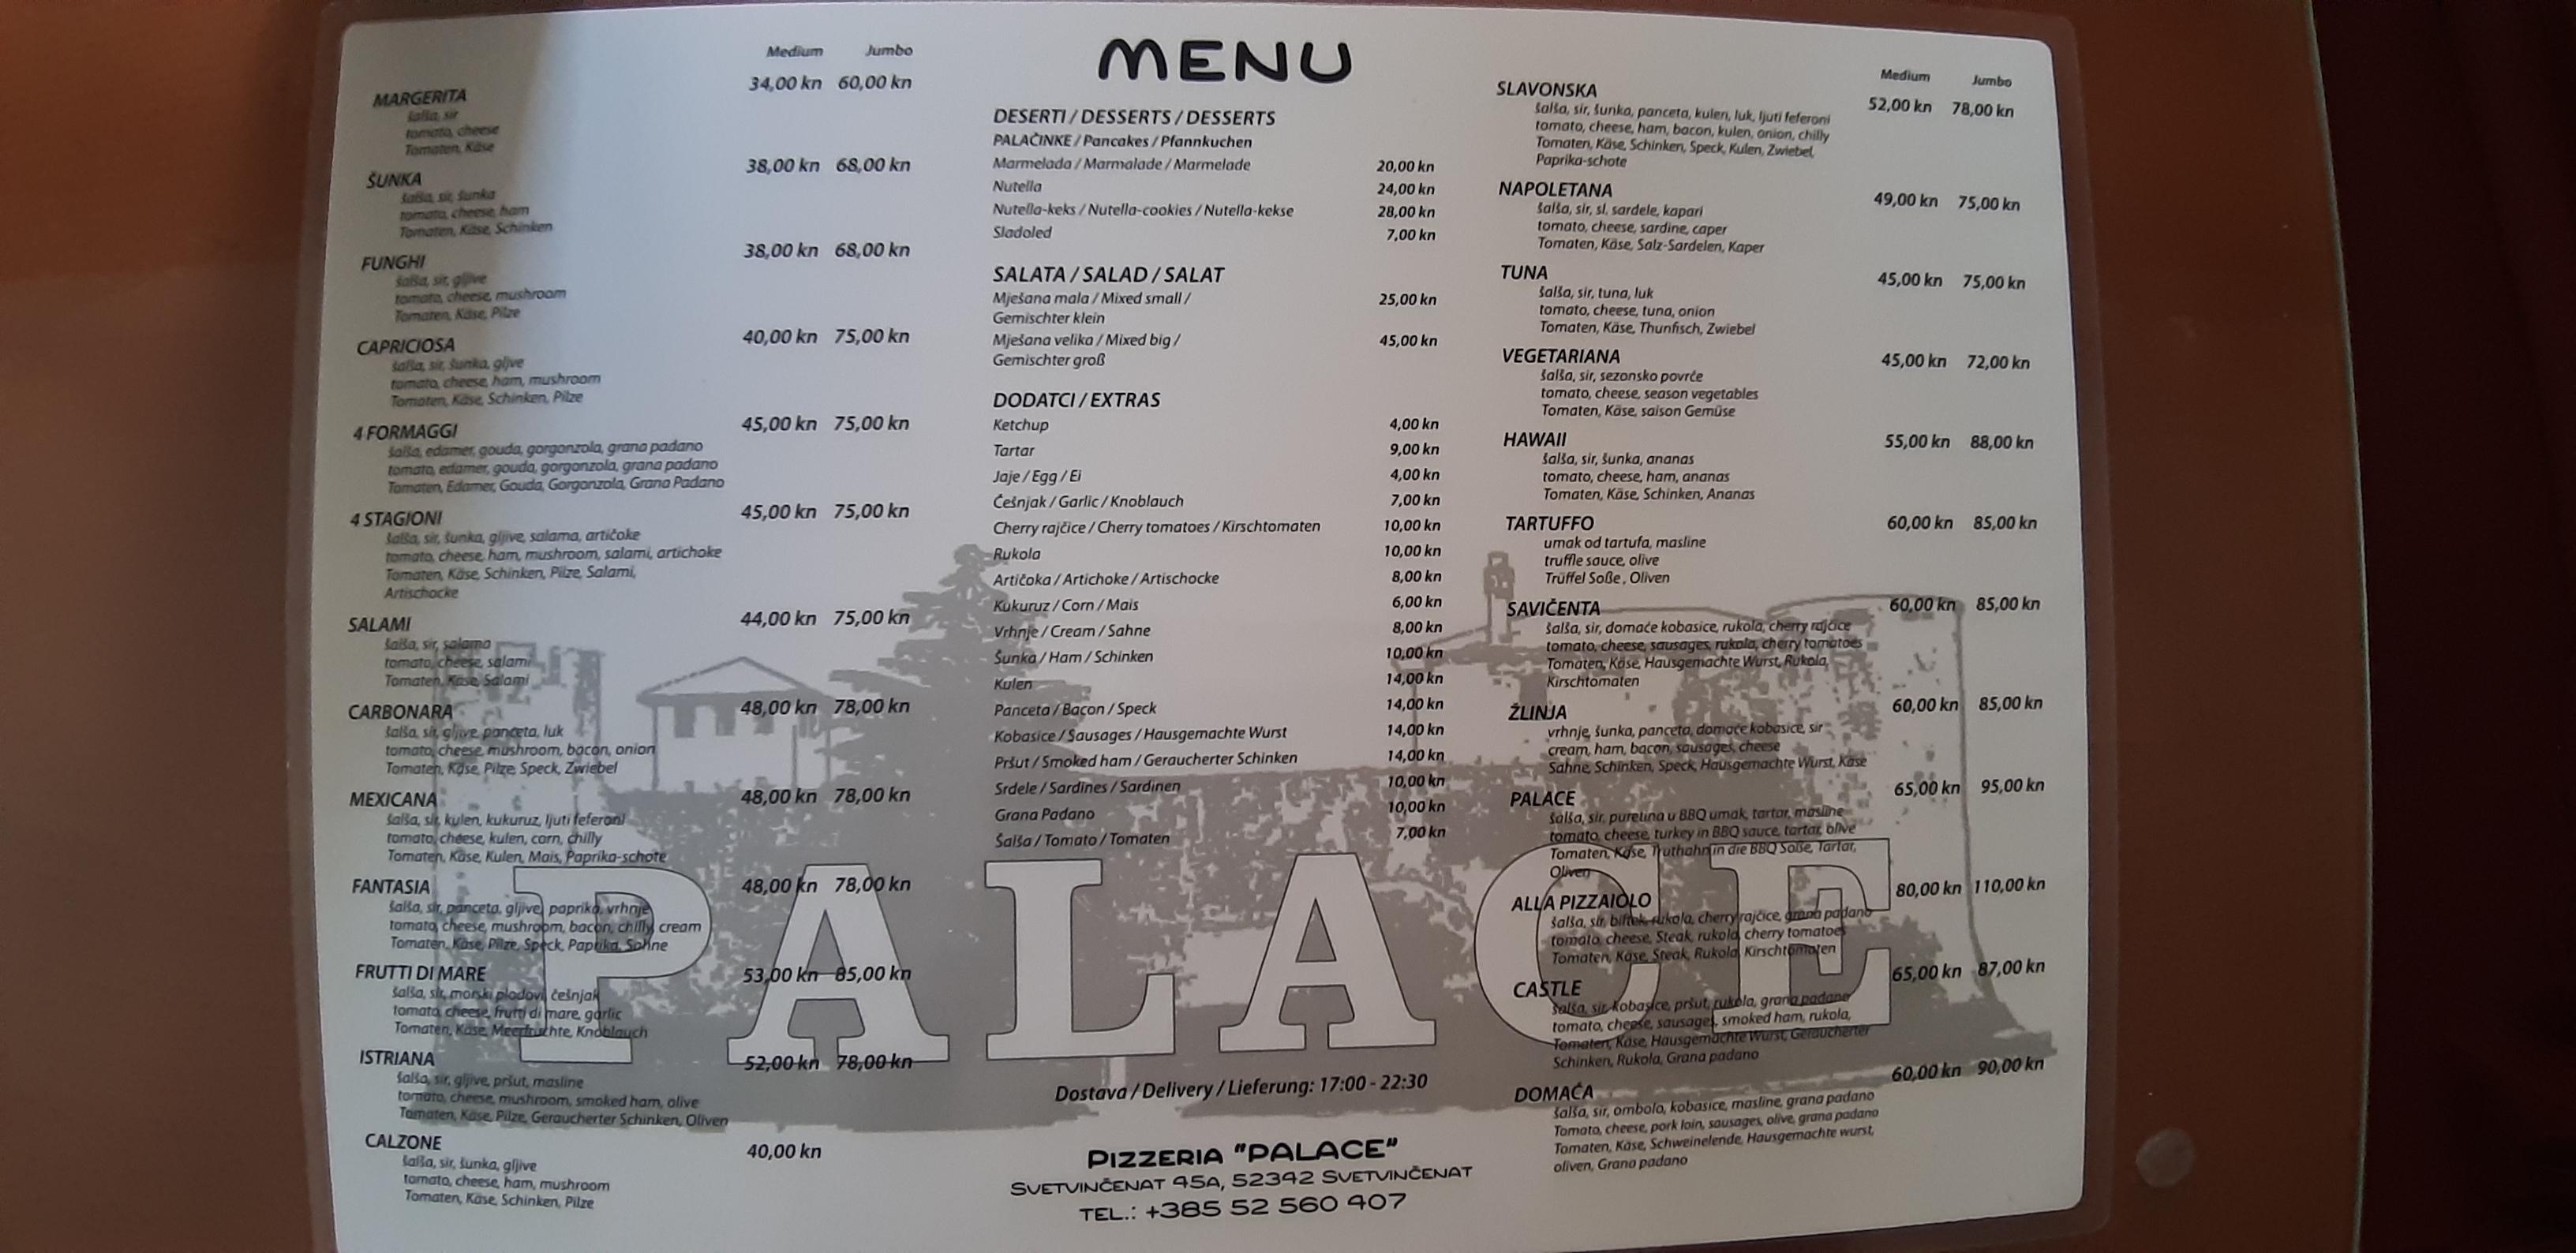 Medium Jumbo
MARGERITA 34,00 kn 60,00 kn
šalša, sir
tomato, cheese
Tomaten, Käse
ŠUNKA 38,00 kn 68,00 kn
šalša, sir, šunka
tomato, cheese, ham
Tomaten, Käse, Schinken
FUNGHI 38,00 kn 68,00 kn
šalša, sir, gljive
tomato, cheese, mushroom
Tomaten, Käse, Pilze
CAPRICIOSA 40,00 kn 75,00 kn
šalša, sir, šunka, gljive
tomato, cheese, ham, mushroom
Tomaten, Käse, Schinken, Pilze
4 FORMAGGI 45,00 kn 75,00 kn
šalša, edamer, gouda, gorgonzola, grana padano
tomato, edamer, gouda, gorgonzola, grana padano
Tomaten, Edamer, Gouda, Gorgonzola, Grana Padano
4 STAGIONI 45,00 kn 75,00 kn
šalša, sir, šunka, gljive, salama, artičoke
tomato, cheese, ham, mushroom, salami, artichoke
Tomaten, Käse, Schinken, Pilze, Salami,
Artischocke
SALAMI 44,00 kn 75,00 kn
šalša, sir, salama
tomato, cheese, salami
Tomaten, Käse, Salami
CARBONARA 48,00 kn 78,00 kn
šalša, sir, gljive, panceta, luk
tomato, cheese, mushroom, bacon, onion
Tomaten, Käse, Pilze, Speck, Zwiebel
MEXICANA 48,00 kn 78,00 kn
šalša, sir, kulen, kukuruz, ljuti feferoni
tomato, cheese, kulen, corn, chilly
Tomaten, Käse, Kulen, Mais, Paprika-schote
FANTASIA 48,00 kn 78,00 kn
šalša, sir, panceta, gljive, paprika, vrhnje
tomato, cheese, mushroom, bacon, chilly, cream
Tomaten, Käse, Pilze, Speck, Paprika, Sahne
FRUTTI DI MARE 53,00 kn 85,00 kn
šalša, sir, morski plodovi, češnjak
tomato, cheese, frutti di mare, garlic
Tomaten, Käse, Meerfruchte, Knoblauch
ISTRIANA 52,00 kn 78,00 kn
šalša, sir, gljive, pršut, masline
tomato, cheese, mushroom, smoked ham, olive
Tomaten, Käse, Pilze, Geraucherter Schinken, Oliven
CALZONE 40,00 kn
šalša, sir, šunka, gljive
tomato, cheese, ham, mushroom
Tomaten, Käse, Schinken, Pilze
MENU
DESERTI / DESSERTS / DESSERTS
PALAČINKE / Pancakes / Pfannkuchen
Marmelada / Marmalade / Marmelade 20,00 kn
Nutella 24,00 kn
Nutella-keks / Nutella-cookies / Nutella-kekse 28,00 kn
Sladoled 7,00 kn
SALATA / SALAD / SALAT
Mješana mala / Mixed small / 25,00 kn
Gemischter klein
Mješana velika / Mixed big / 45,00 kn
Gemischter groß
DODATCI / EXTRAS
Ketchup 4,00 kn
Tartar 9,00 kn
Jaje / Egg / Ei 4,00 kn
Češnjak / Garlic / Knoblauch 7,00 kn
Cherry rajčice / Cherry tomatoes / Kirschtomaten 10,00 kn
Rukola 10,00 kn
Artičoka / Artichoke / Artischocke 8,00 kn
Kukuruz / Corn / Mais 6,00 kn
Vrhnje / Cream / Sahne 8,00 kn
Šunka / Ham / Schinken 10,00 kn
Kulen 14,00 kn
Panceta / Bacon / Speck 14,00 kn
Kobasice / Sausages / Hausgemachte Wurst 14,00 kn
Pršut / Smoked ham / Geraucherter Schinken 14,00 kn
Srdele / Sardines / Sardinen 10,00 kn
Grana Padano 10,00 kn
Šalša / Tomato / Tomaten 7,00 kn
PALACE
Dostava / Delivery / Lieferung: 17:00 - 22:30
PIZZERIA "PALACE"
SVETVINČENAT 45A, 52342 SVETVINČENAT
TEL.: +385 52 560 407
Medium Jumbo
SLAVONSKA 52,00 kn 78,00 kn
šalša, sir, šunka, panceta, kulen, luk, ljuti feferoni
tomato, cheese, ham, bacon, kulen, onion, chilly
Tomaten, Käse, Schinken, Speck, Kulen, Zwiebel,
Paprika-schote
NAPOLETANA 49,00 kn 75,00 kn
šalša, sir, sl. sardele, kapari
tomato, cheese, sardine, caper
Tomaten, Käse, Salz-Sardelen, Kaper
TUNA 45,00 kn 75,00 kn
šalša, sir, tuna, luk
tomato, cheese, tuna, onion
Tomaten, Käse, Thunfisch, Zwiebel
VEGETARIANA 45,00 kn 72,00 kn
šalša, sir, sezonsko povrće
tomato, cheese, season vegetables
Tomaten, Käse, saison Gemüse
HAWAII 55,00 kn 88,00 kn
šalša, sir, šunka, ananas
tomato, cheese, ham, ananas
Tomaten, Käse, Schinken, Ananas
TARTUFFO 60,00 kn 85,00 kn
umak od tartufa, masline
truffle sauce, olive
Trüffel Soße , Oliven
SAVIČENTA 60,00 kn 85,00 kn
šalša, sir, domaće kobasice, rukola, cherry rajčice
tomato, cheese, sausages, rukola, cherry tomatoes
Tomaten, Käse, Hausgemachte Wurst, Rukola,
Kirschtomaten
ŽLINJA 60,00 kn 85,00 kn
vrhnje, šunka, panceta, domaće kobasice, sir
cream, ham, bacon, sausages, cheese
Sahne, Schinken, Speck, Hausgemachte Wurst, Käse
PALACE 65,00 kn 95,00 kn
šalša, sir, puretina u BBQ umak, tartar, masline
tomato, cheese, turkey in BBQ sauce, tartar, olive
Tomaten, Käse, Truthahn in die BBQ Soße, Tartar,
Oliven
ALLA PIZZAIOLO 80,00 kn 110,00 kn
šalša, sir, biftek, rukola, cherry rajčice, grana padano
tomato, cheese, Steak, rukola, cherry tomatoes
Tomaten, Käse, Steak, Rukola, Kirschtomaten
CASTLE 65,00 kn 87,00 kn
šalša, sir, kobasice, pršut, rukola, grana padano
tomato, cheese, sausages, smoked ham, rukola,
Tomaten, Käse, Hausgemachte Wurst, Geraucherter
Schinken, Rukola, Grana padano
DOMAĆA 60,00 kn 90,00 kn
šalša, sir, ombolo, kobasice, masline, grana padano
Tomato, cheese, pork loin, sausages, olive, grana padano
Tomaten, Käse, Schweinelende, Hausgemachte wurst,
oliven, Grana padano